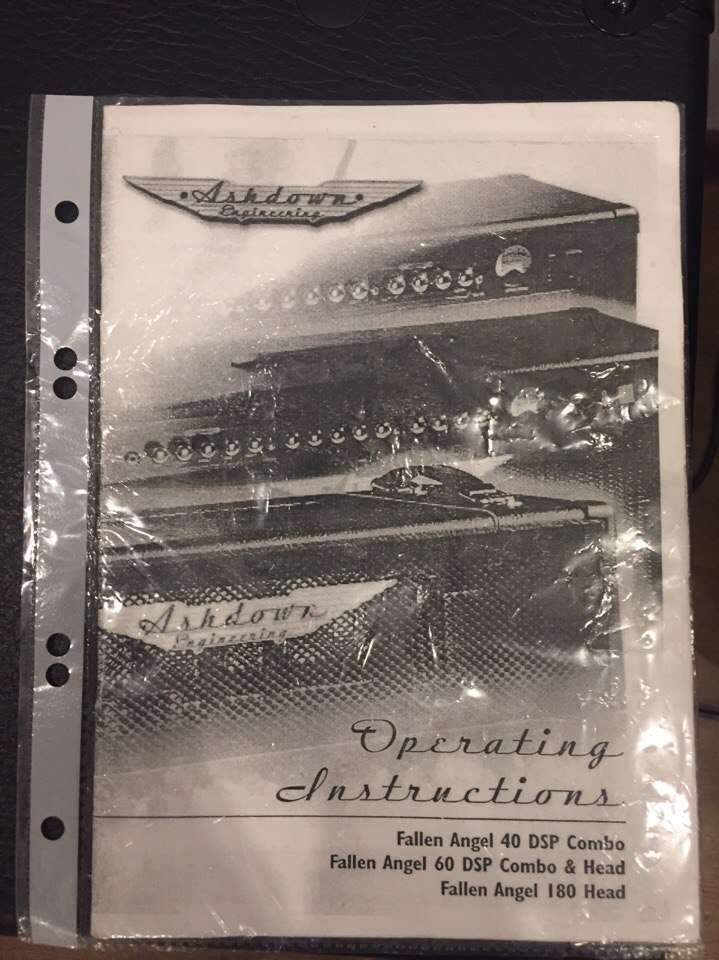 Ashdown
Engineering
Ashdown
Engineering
Operating
Instructions
Fallen Angel 40 DSP Combo
Fallen Angel 60 DSP Combo & Head
Fallen Angel 180 Head